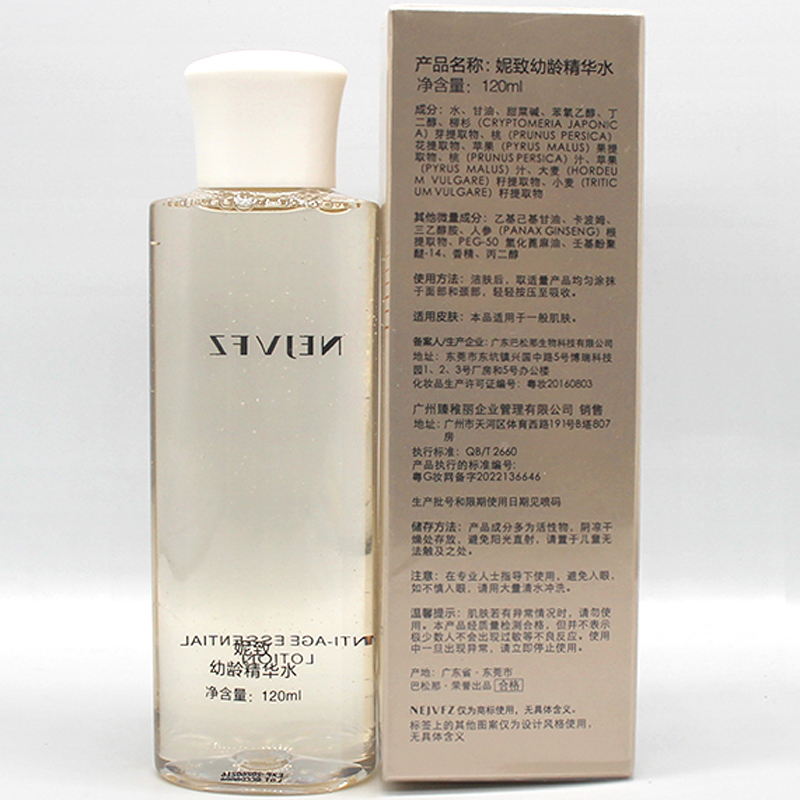 NEJVFZ
ANTI-AGE ESSENTIAL
LOTION
妮致
幼龄精华水
净含量：120ml
产品名称：妮致幼龄精华水
净含量：120ml
成分：水、甘油、甜菜碱、苯氧乙醇、丁
二醇、柳杉（CRYPTOMERIA JAPONIC
A）芽提取物、桃（PRUNUS PERSICA）
花提取物、苹果（PYRUS MALUS）果提
取物、桃（PRUNUS PERSICA）汁、苹果
（PYRUS MALUS）汁、大麦（HORDEU
M VULGARE）籽提取物、小麦（TRITIC
UM VULGARE）籽提取物
其他微量成分：乙基己基甘油、卡波姆、
三乙醇胺、人参（PANAX GINSENG）根
提取物、PEG-50 氢化蓖麻油、壬基酚聚
醚-14、香精、丙二醇
使用方法：洁肤后，取适量产品均匀涂抹
于面部和颈部，轻轻按压至吸收。
适用皮肤：本品适用于一般肌肤。
备案人/生产企业：广东巴松那生物科技有限公司
地址：东莞市东坑镇兴国中路5号博瑞科技
园1、2、3号厂房和5号办公楼
化妆品生产许可证编号：粤妆20160803
广州臻稚丽企业管理有限公司 销售
地址：广州市天河区体育西路191号B塔807
房
执行标准：QB/T 2660
产品执行的标准编号：
粤G妆网备字2022136646
生产批号和限期使用日期见喷码
储存方法：产品成分多为活性物，阴凉干
燥处存放，避免阳光直射，请置于儿童无
法触及之处。
注意：在专业人士指导下使用，避免入眼，
如不慎入眼，请用大量清水冲洗。
温馨提示：肌肤若有异常情况时，请勿使
用。本产品经质量检测合格，但并不表示
极少数人不会出现过敏等不良反应。使用
中一旦出现异常，请立即停止使用。
产地：广东省·东莞市
巴松那·荣誉出品 合格
NEJVFZ 仅为商标使用，无具体含义。
标签上的其他图案仅为设计风格使用，
无具体含义